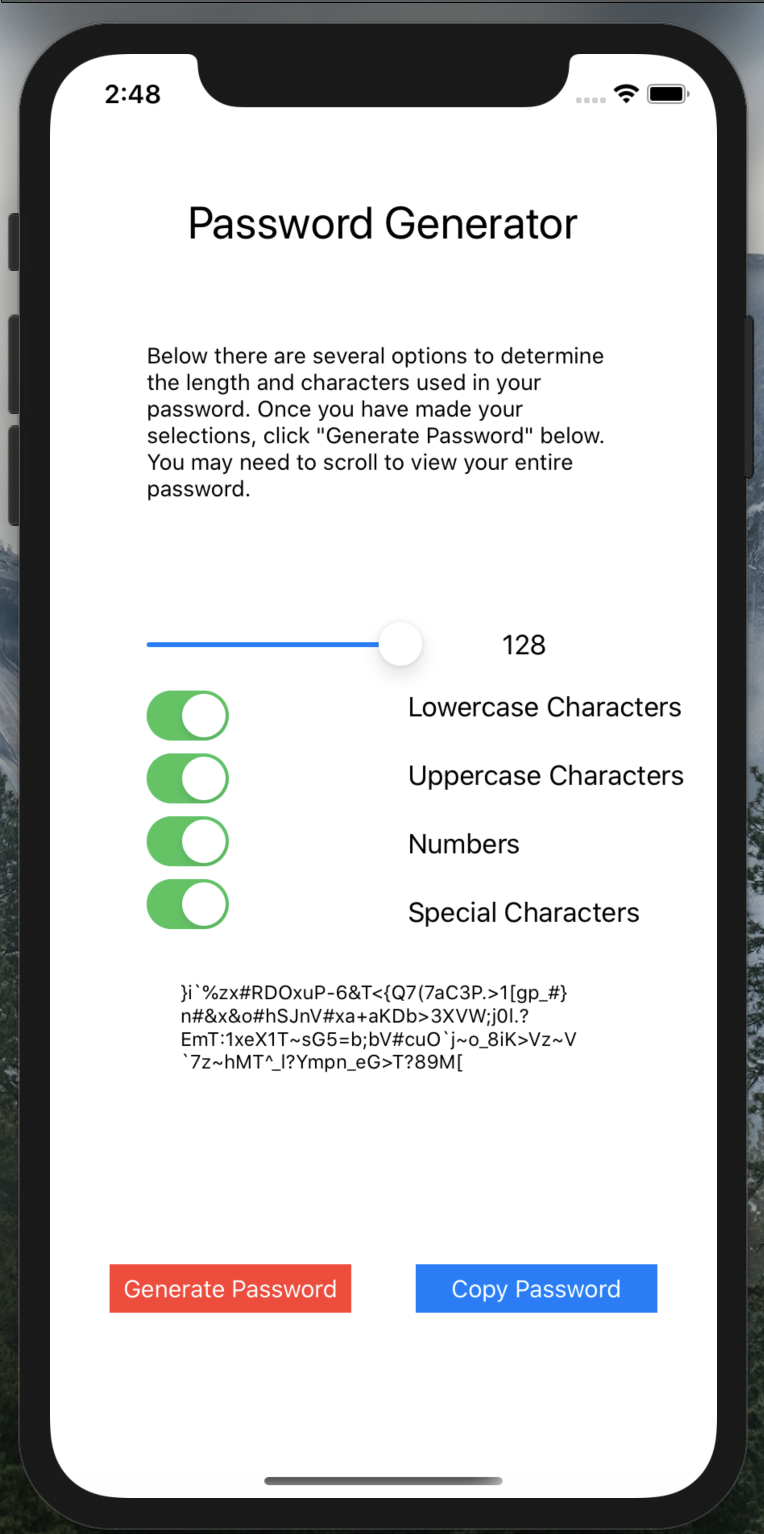 2:48
Password Generator
Below there are several options to determine
the length and characters used in your
password. Once you have made your
selections, click "Generate Password" below.
You may need to scroll to view your entire
password.
128
Lowercase Characters
Uppercase Characters
Numbers
Special Characters
}i`%zx#RDOxuP-6&T<{Q7(7aC3P.>1[gp_#}
n#&x&o#hSJnV#xa+aKDb>3XVW;j0I.?
EmT:1xeX1T~sG5=b;bV#cuO`j~o_8iK>Vz~V
`7z~hMT^_l?Ympn_eG>T?89M[
Generate Password
Copy Password